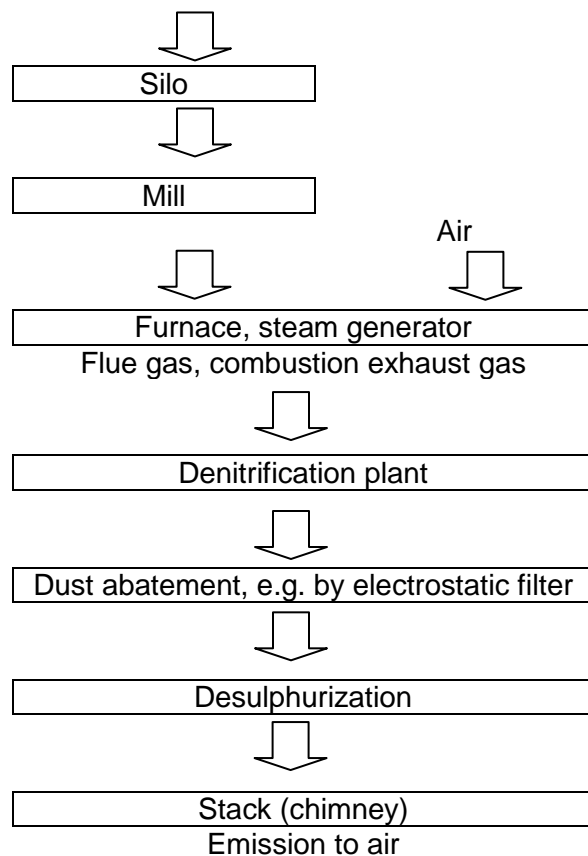 Silo
Mill
Air
Furnace, steam generator
Flue gas, combustion exhaust gas
Denitrification plant
Dust abatement, e.g. by electrostatic filter
Desulphurization
Stack (chimney)
Emission to air